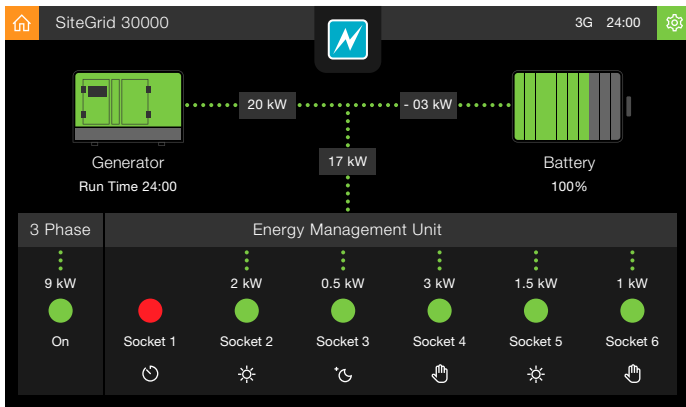 SiteGrid 30000
3G 24:00
20 kW
- 03 kW
Generator
17 kW
Battery
Run Time 24:00
100%
3 Phase
Energy Management Unit
9 kW
2 kW
0.5 kW
3 kW
1.5 kW
1 kW
On
Socket 1
Socket 2
Socket 3
Socket 4
Socket 5
Socket 6